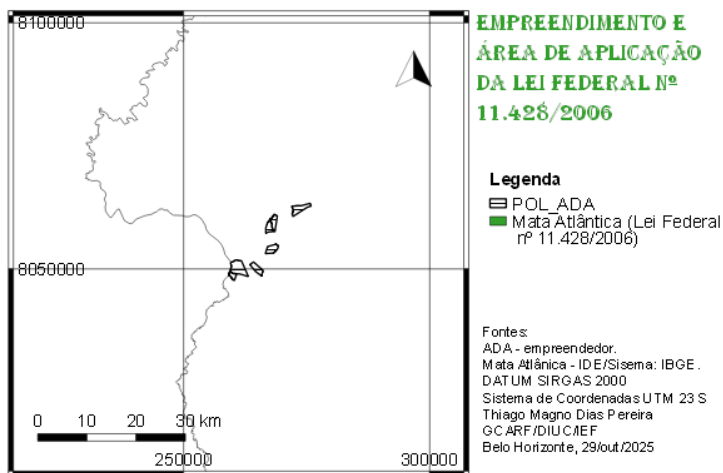 8100000
8050000
0 10 20 30 km
250000
300000
EMPREENDIMENTO E
ÁREA DE APLICAÇÃO
DA LEI FEDERAL Nº
11.428/2006
Legenda
POL_ADA
Mata Atlântica (Lei Federal
nº 11.428/2006)
Fontes:
ADA - empreendedor.
Mata Atlânica - IDE/Sisema: IBGE.
DATUM SIRGAS 2000
Sistema de Coordenadas UTM 23 S
Thiago Magno Dias Pereira
GCARF/DIUC/IEF
Belo Horizonte, 29/out/2025